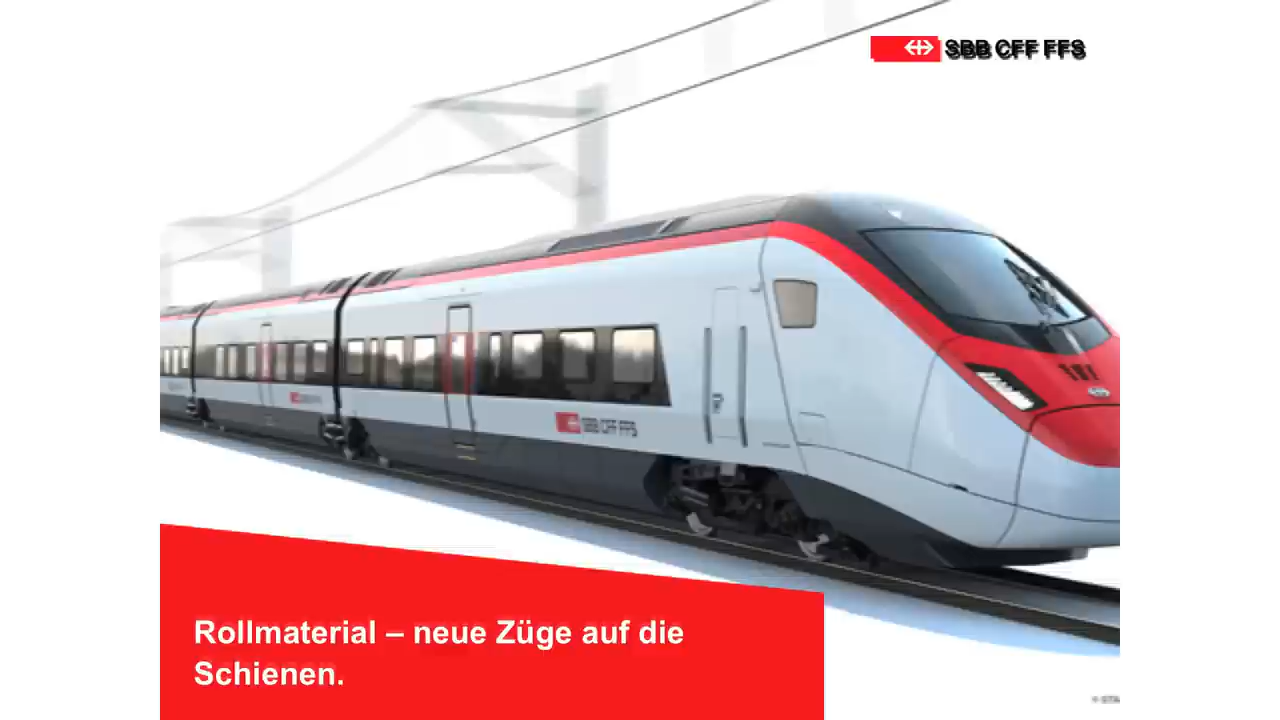 SBB CFF FFS
SBB CFF FFS
Rollmaterial – neue Züge auf die
Schienen.